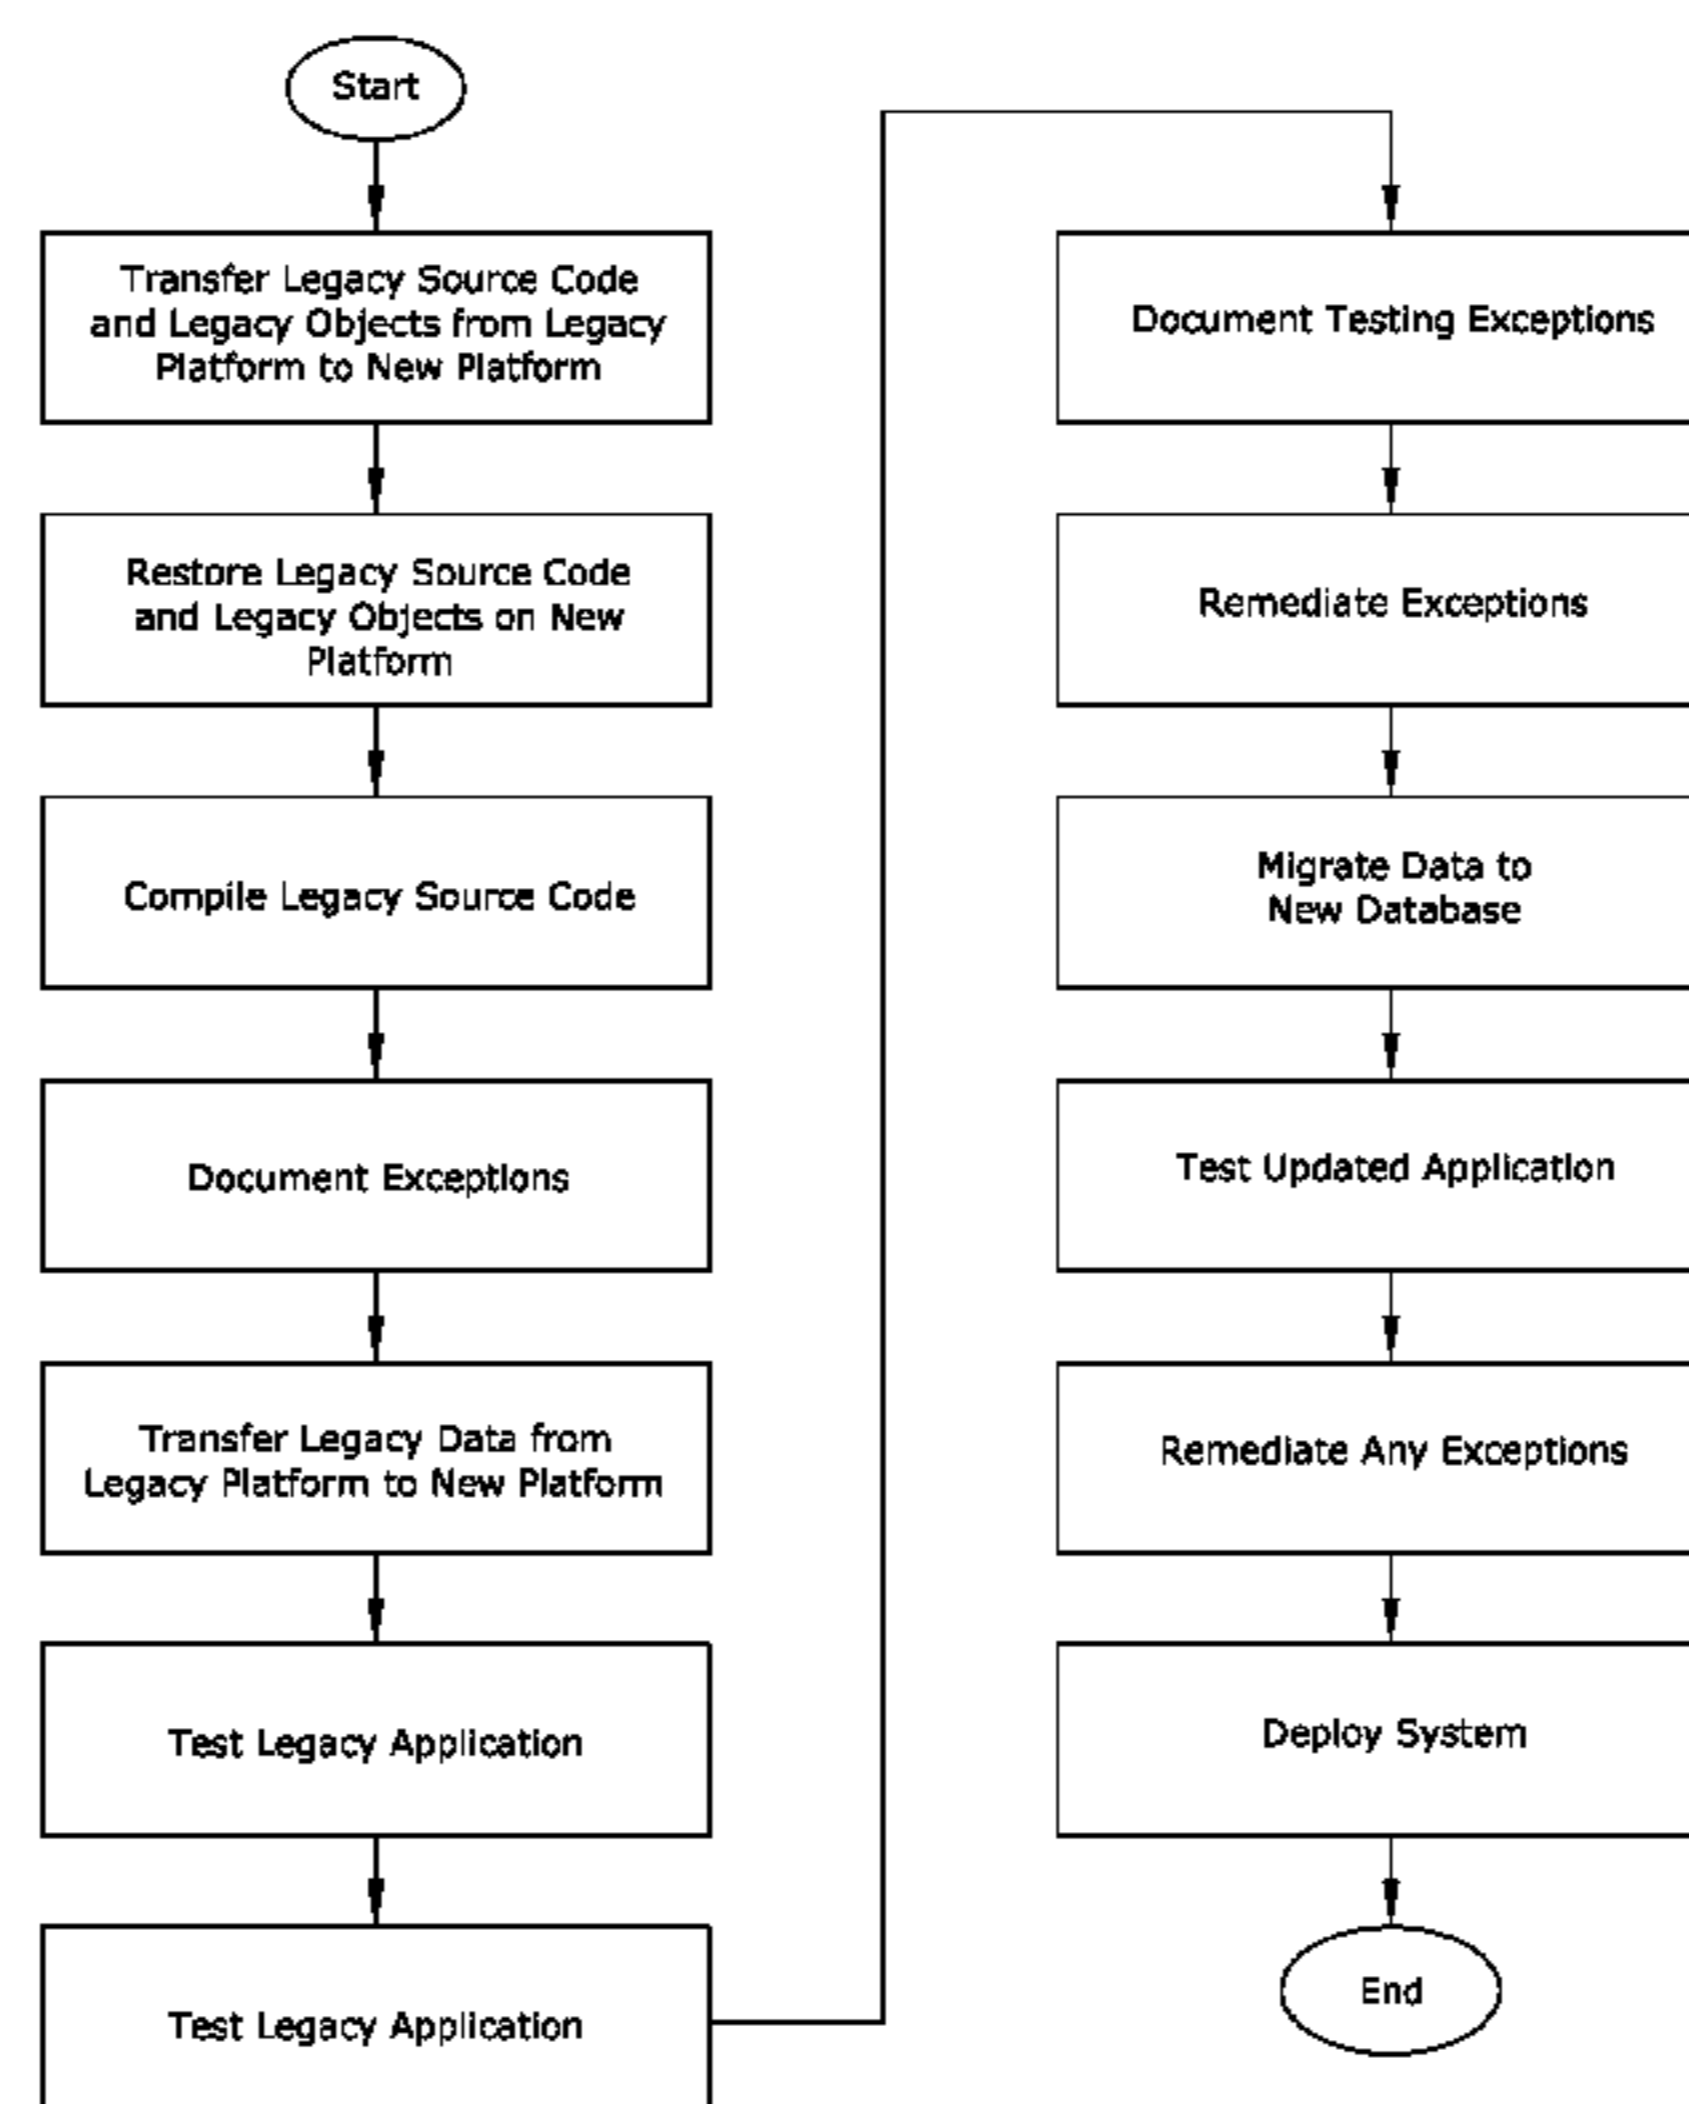 Start
Transfer Legacy Source Code
and Legacy Objects from Legacy
Platform to New Platform
Restore Legacy Source Code
and Legacy Objects on New
Platform
Compile Legacy Source Code
Document Exceptions
Transfer Legacy Data from
Legacy Platform to New Platform
Test Legacy Application
Test Legacy Application
Document Testing Exceptions
Remediate Exceptions
Migrate Data to
New Database
Test Updated Application
Remediate Any Exceptions
Deploy System
End